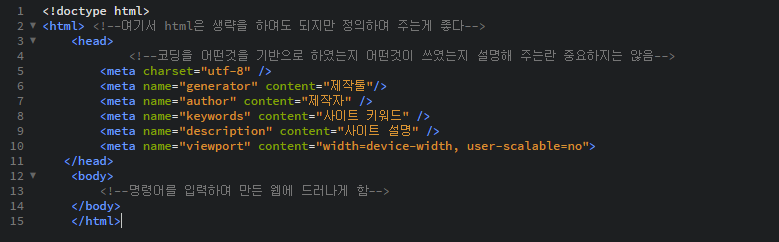 1 <!doctype html>
2 <html> <!--여기서 html은 생략을 하여도 되지만 정의하여 주는게 좋다-->
3 <head>
4 <!--코딩을 어떤것을 기반으로 하였는지 어떤것이 쓰였는지 설명해 주는란 중요하지는 않음-->
5 <meta charset="utf-8" />
6 <meta name="generator" content="제작툴"/>
7 <meta name="author" content="제작자" />
8 <meta name="keywords" content="사이트 키워드" />
9 <meta name="description" content="사이트 설명" />
10 <meta name="viewport" content="width=device-width, user-scalable=no">
11 </head>
12 <body>
13 <!--명령어를 입력하여 만든 웹에 드러나게 함-->
14 </body>
15 </html>